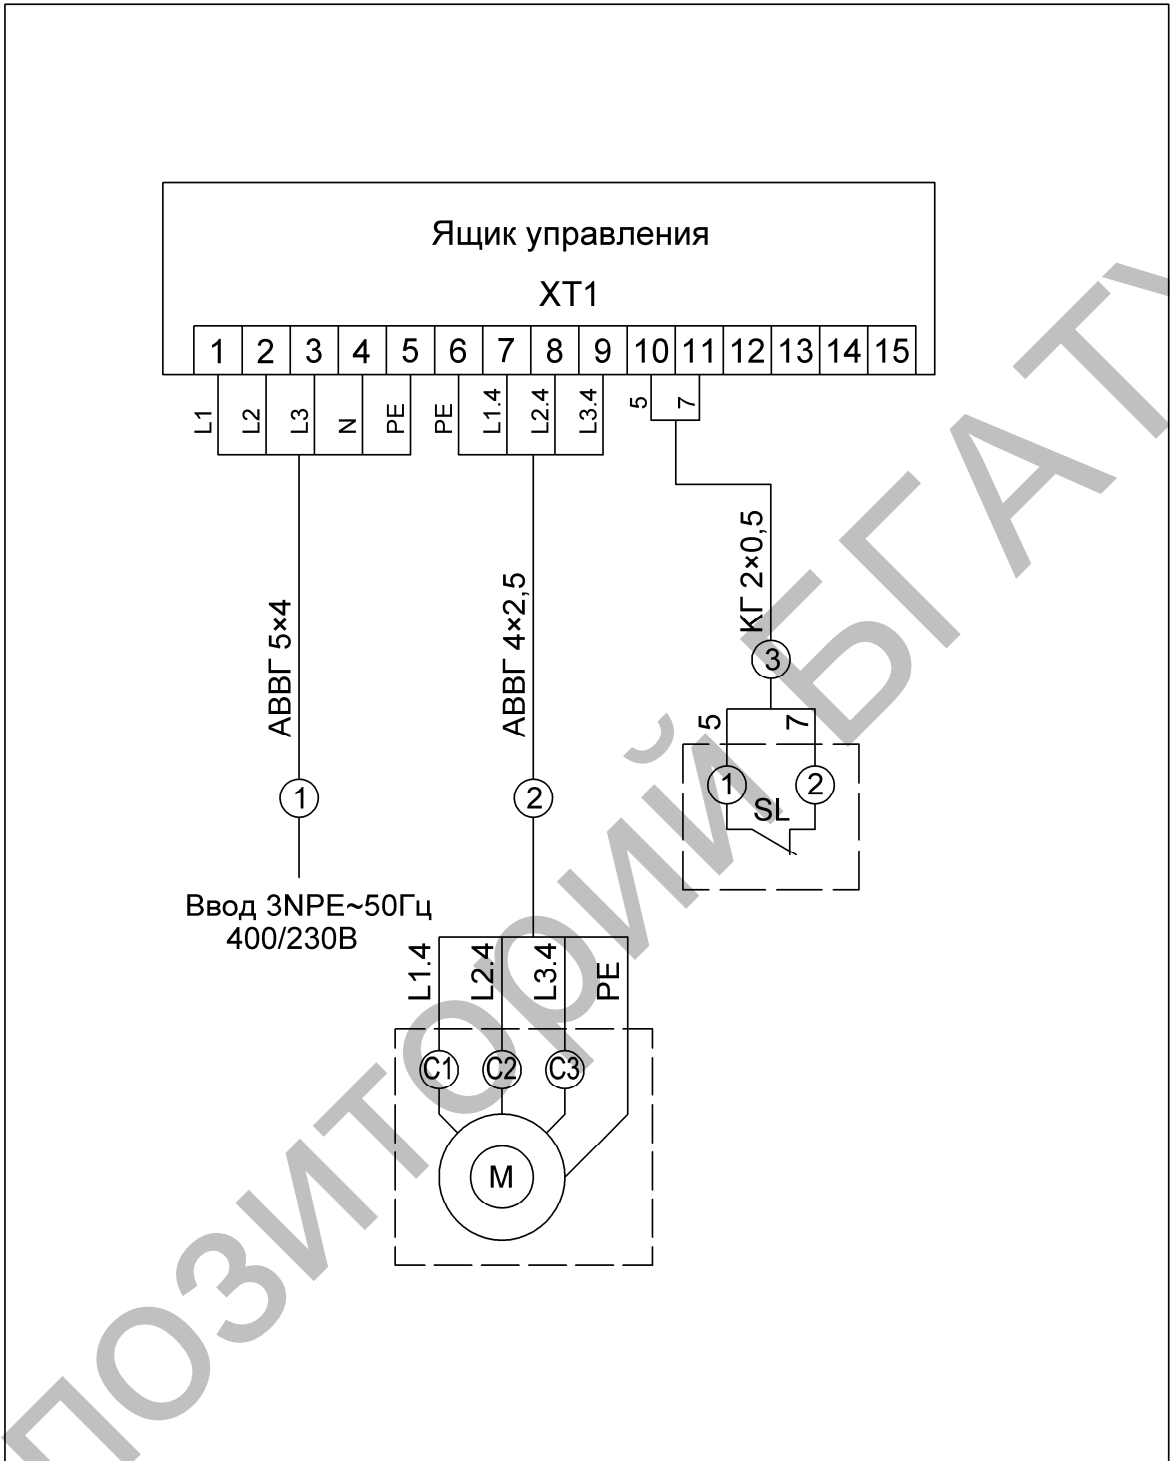 Ящик управления
XT1
1 2 3 4 5 6 7 8 9 10 11 12 13 14 15
L1 L2 L3 N PE PE L1.4 L2.4 L3.4 5 7
АВВГ 5×4
АВВГ 4×2,5
КГ 2×0,5
3
5 7
1 2
SL
1
2
Ввод 3NPE~50Гц
400/230В
L1.4 L2.4 L3.4 PE
C1 C2 C3
M
ПОЗИТОРИЙ БГАТУ